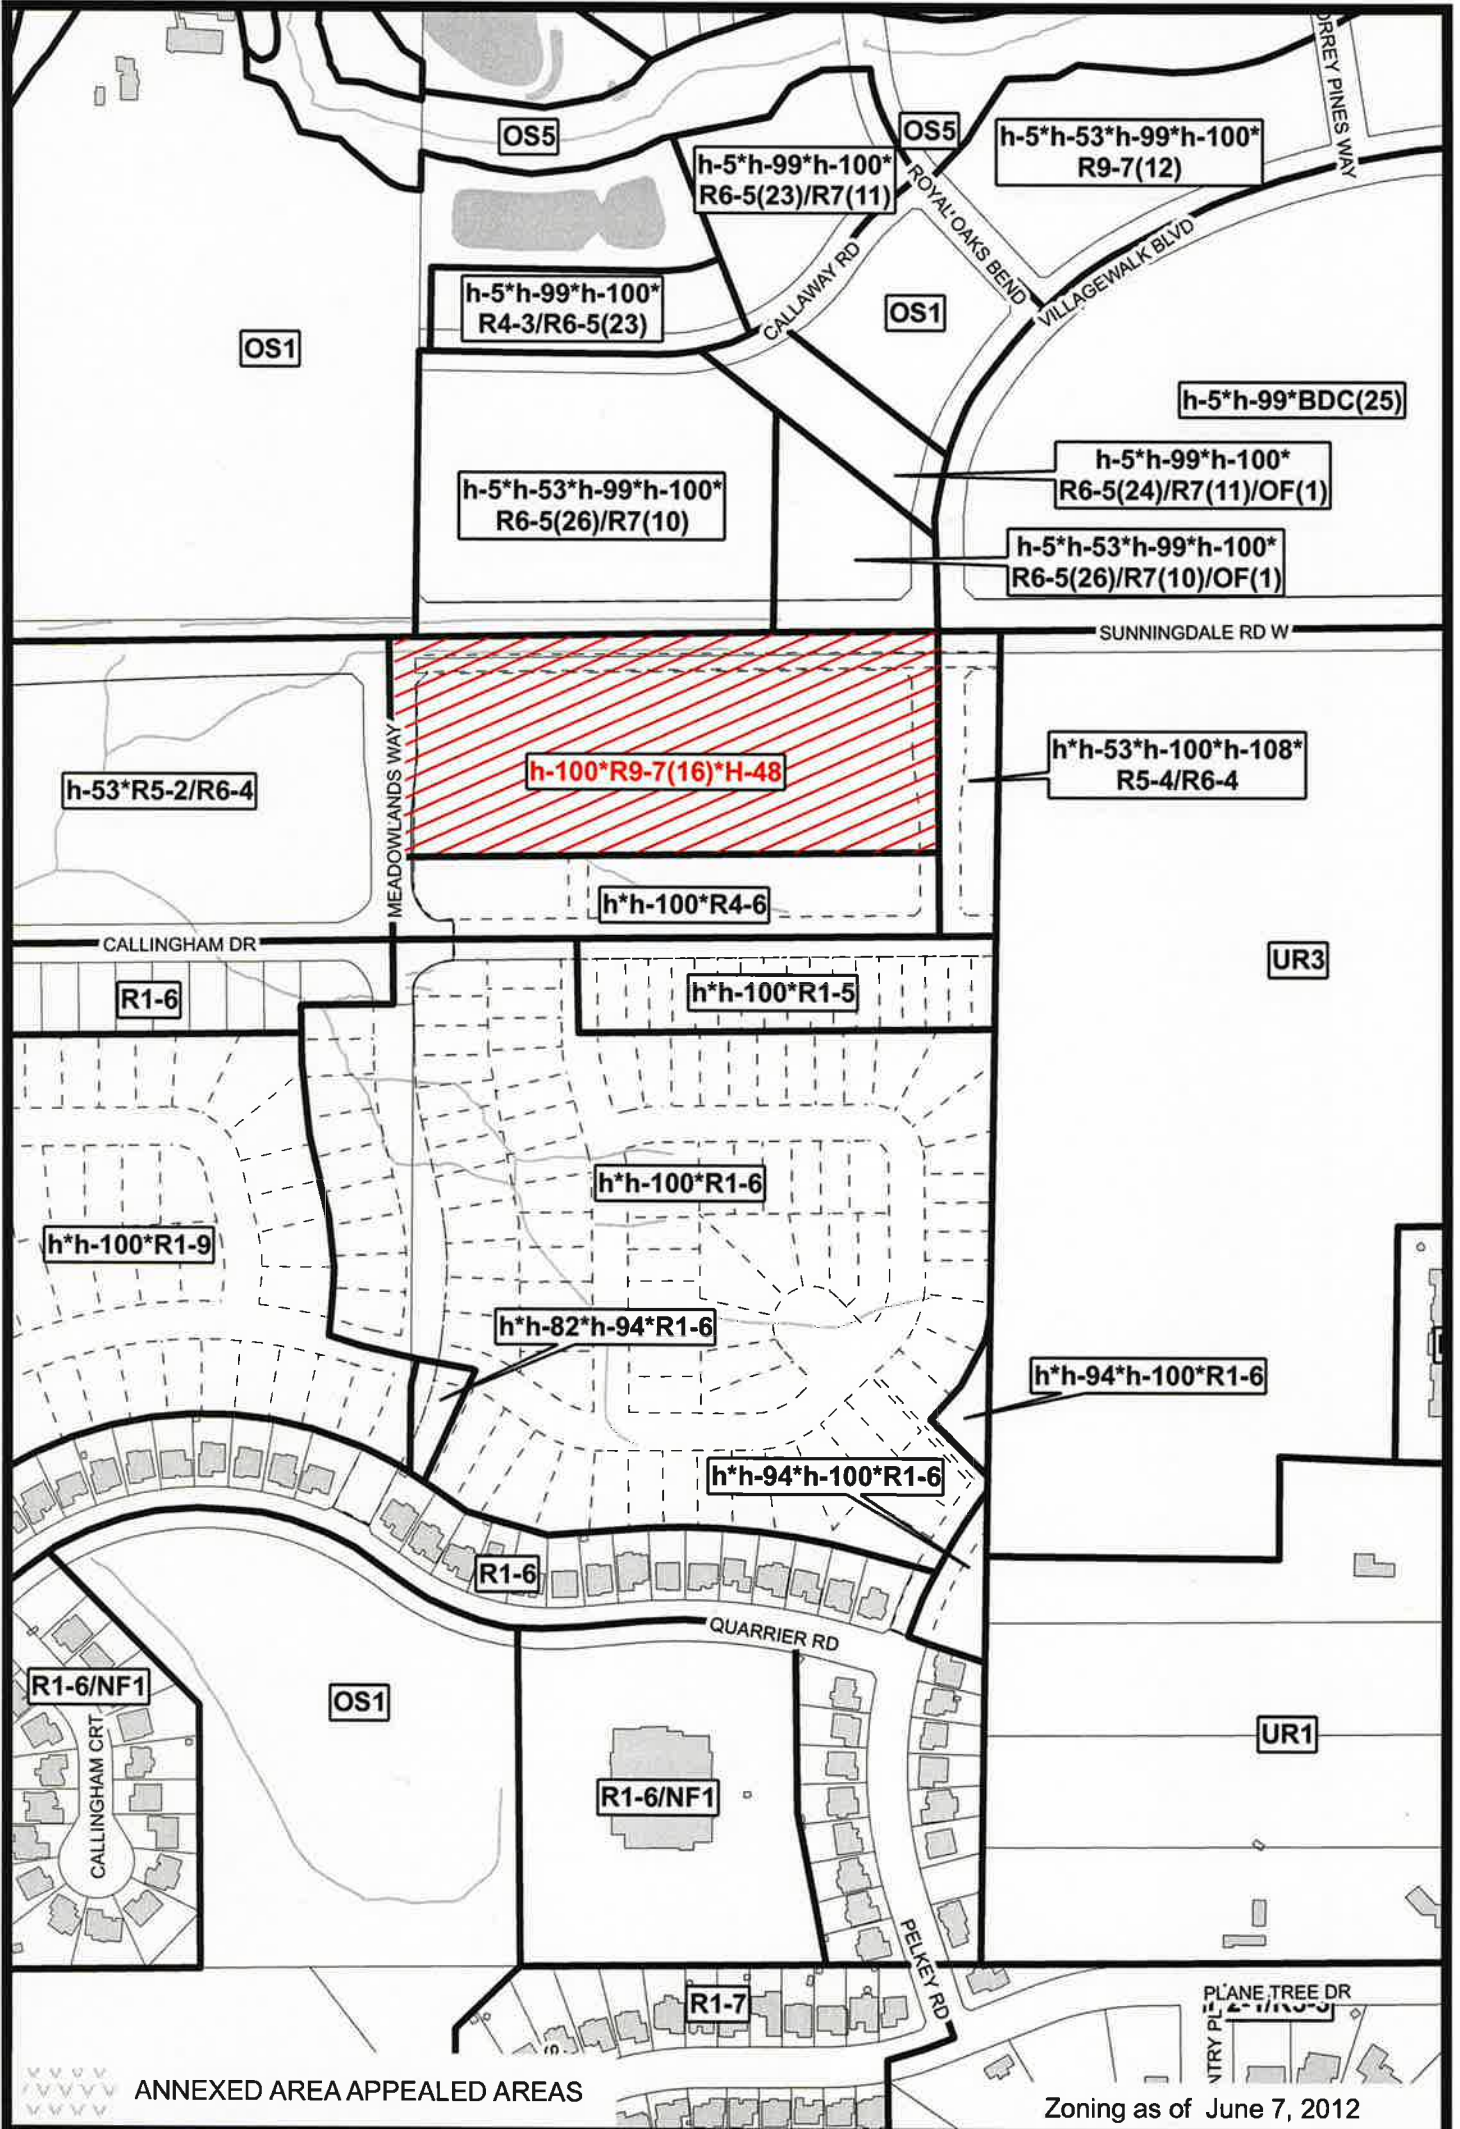 ORREY PINES WAY
OS5
OS5
h-5*h-53*h-99*h-100*
R9-7(12)
h-5*h-99*h-100*
R6-5(23)/R7(11)
ROYAL OAKS BEND
VILLAGEWALK BLVD
CALLAWAY RD
h-5*h-99*h-100*
R4-3/R6-5(23)
OS1
OS1
h-5*h-99*BDC(25)
h-5*h-99*h-100*
R6-5(24)/R7(11)/OF(1)
h-5*h-53*h-99*h-100*
R6-5(26)/R7(10)
h-5*h-53*h-99*h-100*
R6-5(26)/R7(10)/OF(1)
SUNNINGDALE RD W
MEADOWLANDS WAY
h-100*R9-7(16)*H-48
h*h-53*h-100*h-108*
R5-4/R6-4
h-53*R5-2/R6-4
h*h-100*R4-6
CALLINGHAM DR
UR3
R1-6
h*h-100*R1-5
h*h-100*R1-6
h*h-100*R1-9
h*h-82*h-94*R1-6
h*h-94*h-100*R1-6
h*h-94*h-100*R1-6
R1-6
QUARRIER RD
R1-6/NF1
OS1
UR1
CALLINGHAM CRT
R1-6/NF1
PELKEY RD
R1-7
PLANE TREE DR
NTRY PL
ANNEXED AREA APPEALED AREAS
Zoning as of June 7, 2012